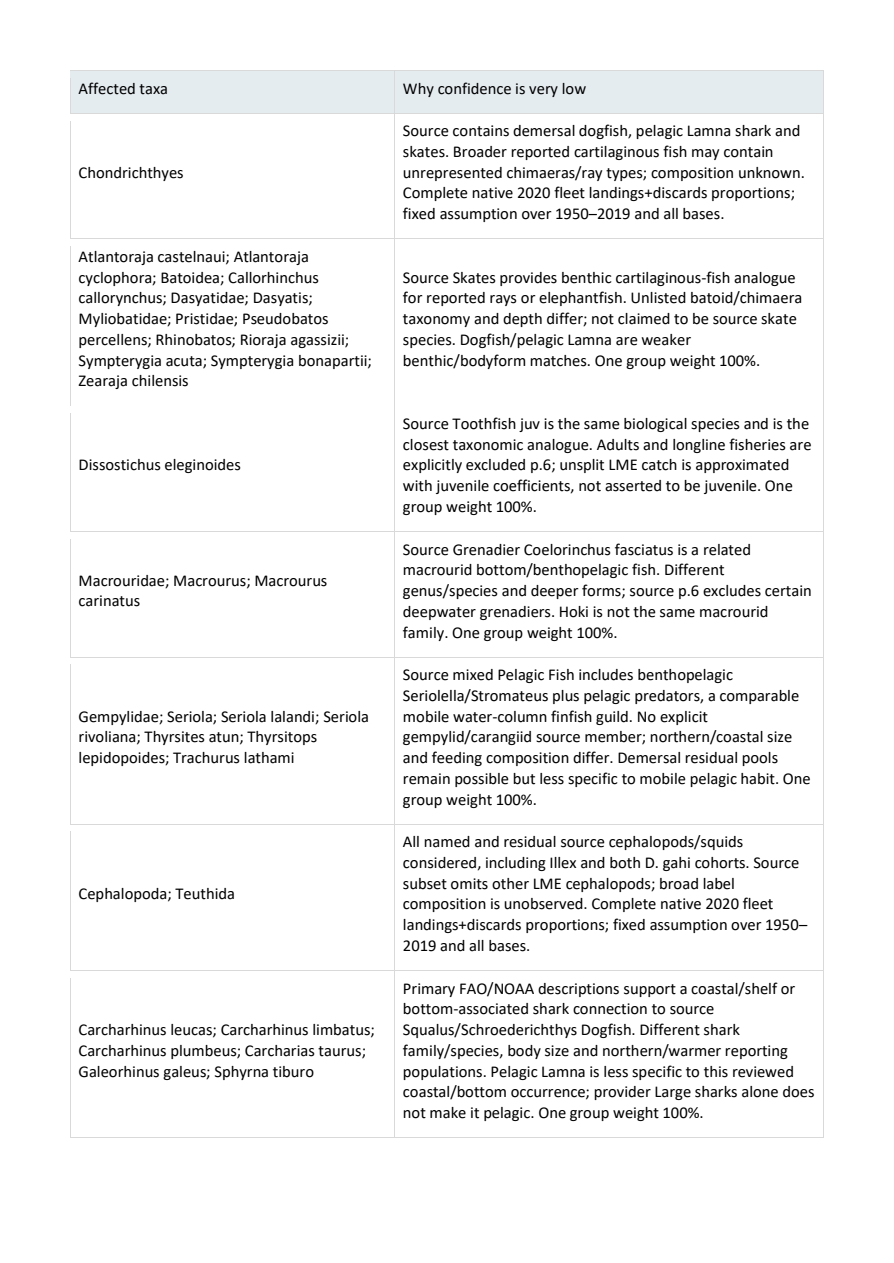 Affected taxa
Why confidence is very low
Chondrichthyes
Source contains demersal dogfish, pelagic Lamna shark and
skates. Broader reported cartilaginous fish may contain
unrepresented chimaeras/ray types; composition unknown.
Complete native 2020 fleet landings+discards proportions;
fixed assumption over 1950–2019 and all bases.
Atlantoraja castelnaui; Atlantoraja
cyclophora; Batoidea; Callorhinchus
callorynchus; Dasyatidae; Dasyatis;
Myliobatidae; Pristidae; Pseudobatos
percellens; Rhinobatos; Rioraja agassizii;
Sympterygia acuta; Sympterygia bonapartii;
Zearaja chilensis
Source Skates provides benthic cartilaginous-fish analogue
for reported rays or elephantfish. Unlisted batoid/chimaera
taxonomy and depth differ; not claimed to be source skate
species. Dogfish/pelagic Lamna are weaker
benthic/bodyform matches. One group weight 100%.
Dissostichus eleginoides
Source Toothfish juv is the same biological species and is the
closest taxonomic analogue. Adults and longline fisheries are
explicitly excluded p.6; unsplit LME catch is approximated
with juvenile coefficients, not asserted to be juvenile. One
group weight 100%.
Macrouridae; Macrourus; Macrourus
carinatus
Source Grenadier Coelorinchus fasciatus is a related
macrourid bottom/benthopelagic fish. Different
genus/species and deeper forms; source p.6 excludes certain
deepwater grenadiers. Hoki is not the same macrourid
family. One group weight 100%.
Gempylidae; Seriola; Seriola lalandi; Seriola
rivoliana; Thyrsites atun; Thyrsitops
lepidopoides; Trachurus lathami
Source mixed Pelagic Fish includes benthopelagic
Seriolella/Stromateus plus pelagic predators, a comparable
mobile water-column finfish guild. No explicit
gempylid/carangiid source member; northern/coastal size
and feeding composition differ. Demersal residual pools
remain possible but less specific to mobile pelagic habit. One
group weight 100%.
Cephalopoda; Teuthida
All named and residual source cephalopods/squids
considered, including Illex and both D. gahi cohorts. Source
subset omits other LME cephalopods; broad label
composition is unobserved. Complete native 2020 fleet
landings+discards proportions; fixed assumption over 1950–
2019 and all bases.
Carcharhinus leucas; Carcharhinus limbatus;
Carcharhinus plumbeus; Carcharias taurus;
Galeorhinus galeus; Sphyrna tiburo
Primary FAO/NOAA descriptions support a coastal/shelf or
bottom-associated shark connection to source
Squalus/Schroederichthys Dogfish. Different shark
family/species, body size and northern/warmer reporting
populations. Pelagic Lamna is less specific to this reviewed
coastal/bottom occurrence; provider Large sharks alone does
not make it pelagic. One group weight 100%.